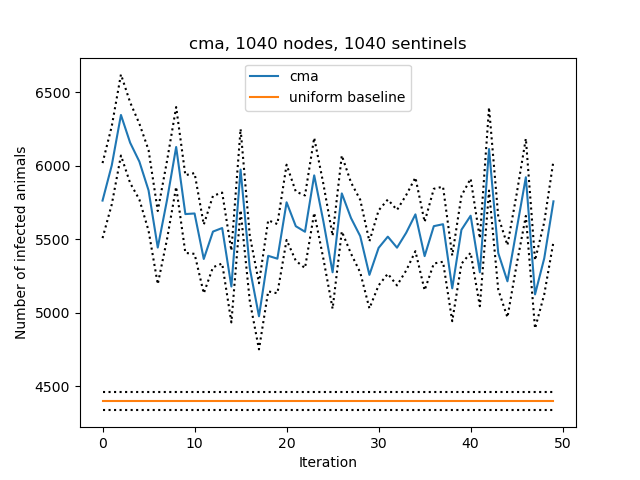 cma, 1040 nodes, 1040 sentinels
cma
uniform baseline
Number of infected animals
6500
6000
5500
5000
4500
0 10 20 30 40 50
Iteration